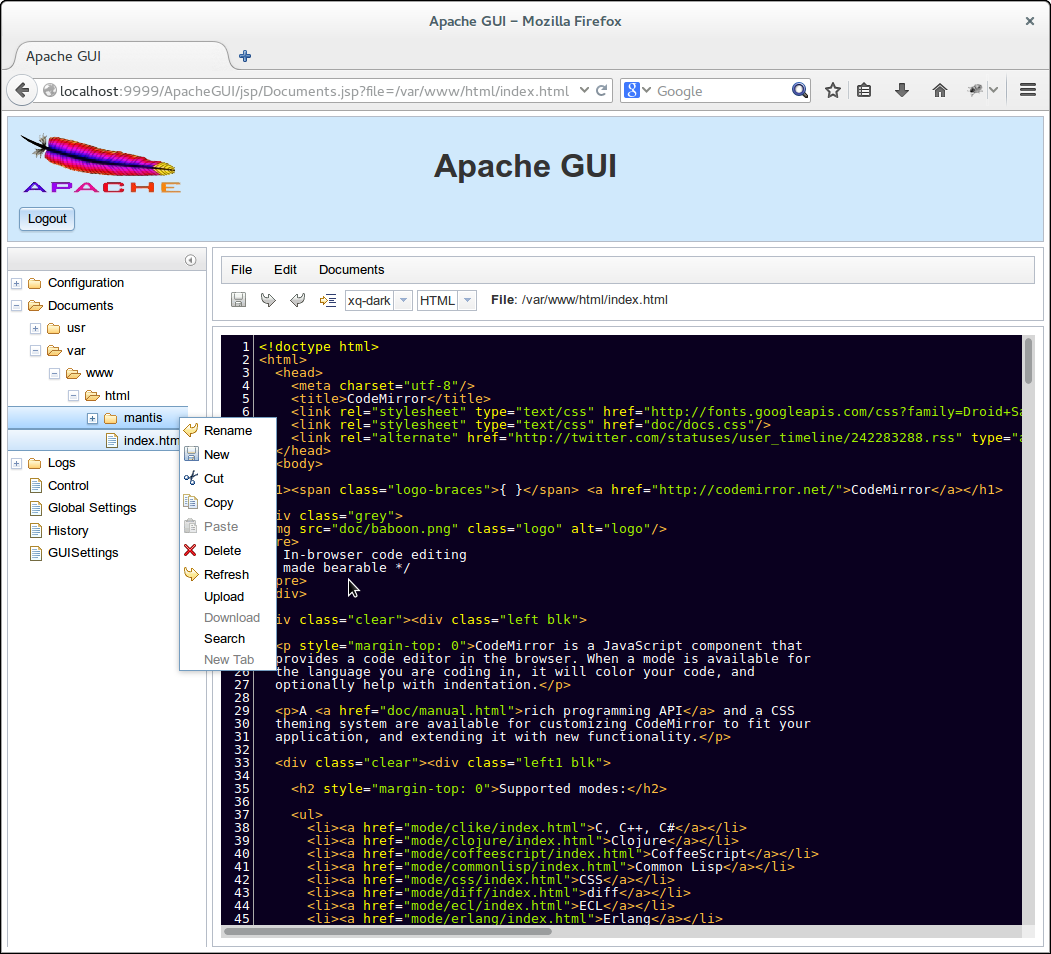 Apache GUI – Mozilla Firefox
Apache GUI
localhost:9999/ApacheGUI/jsp/Documents.jsp?file=/var/www/html/index.html
Google
APACHE
Apache GUI
Logout
Configuration
Documents
usr
var
www
html
mantis
index.htm
Logs
Control
Global Settings
History
GUISettings
Rename
New
Cut
Copy
Paste
Delete
Refresh
Upload
Download
Search
New Tab
File Edit Documents
xq-dark HTML File: /var/www/html/index.html
1 <!doctype html>
2 <html>
3 <head>
4 <meta charset="utf-8"/>
5 <title>CodeMirror</title>
6 <link rel="stylesheet" type="text/css" href="http://fonts.googleapis.com/css?family=Droid+Sa
<link rel="stylesheet" type="text/css" href="doc/docs.css"/>
<link rel="alternate" href="http://twitter.com/statuses/user_timeline/242283288.rss" type="a
</head>
<body>
1><span class="logo-braces">{ }</span> <a href="http://codemirror.net/">CodeMirror</a></h1>
iv class="grey">
mg src="doc/baboon.png" class="logo" alt="logo"/>
re>
In-browser code editing
made bearable */
pre>
div>
iv class="clear"><div class="left blk">
<p style="margin-top: 0">CodeMirror is a JavaScript component that
provides a code editor in the browser. When a mode is available for
26 the language you are coding in, it will color your code, and
27 optionally help with indentation.</p>
28
29 <p>A <a href="doc/manual.html">rich programming API</a> and a CSS
30 theming system are available for customizing CodeMirror to fit your
31 application, and extending it with new functionality.</p>
32
33 <div class="clear"><div class="left1 blk">
34
35 <h2 style="margin-top: 0">Supported modes:</h2>
36
37 <ul>
38 <li><a href="mode/clike/index.html">C, C++, C#</a></li>
39 <li><a href="mode/clojure/index.html">Clojure</a></li>
40 <li><a href="mode/coffeescript/index.html">CoffeeScript</a></li>
41 <li><a href="mode/commonlisp/index.html">Common Lisp</a></li>
42 <li><a href="mode/css/index.html">CSS</a></li>
43 <li><a href="mode/diff/index.html">diff</a></li>
44 <li><a href="mode/ecl/index.html">ECL</a></li>
45 <li><a href="mode/erlang/index.html">Erlang</a></li>